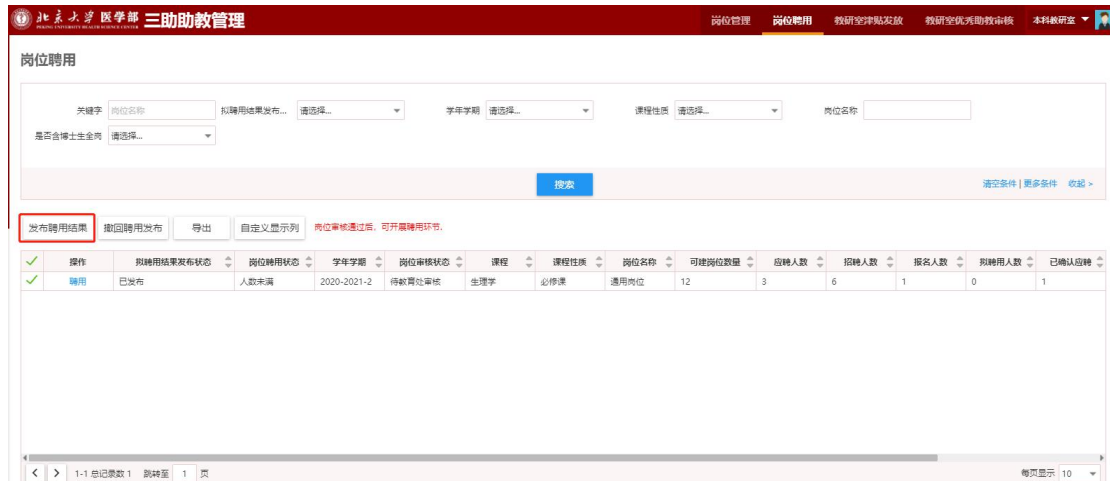 北京大学医学部 三助助教管理 岗位管理 岗位聘用 教研室津贴发放 教研室优秀助教审核 本科教研室
PEKING UNIVERSITY HEALTH SCIENCE CENTER
岗位聘用
关键字 岗位名称 拟聘用结果发布... 请选择... 学年学期 请选择... 课程性质 请选择... 岗位名称
是否含博士生全岗 请选择...
搜索 清空条件 | 更多条件 收起 >
发布聘用结果 撤回聘用发布 导出 自定义显示列 岗位审核通过后，可开展聘用环节.
操作 拟聘用结果发布状态 岗位聘用状态 学年学期 岗位审核状态 课程 课程性质 岗位名称 可建岗位数量 应聘人数 招聘人数 报名人数 拟聘用人数 已确认应聘
聘用 已发布 人数未满 2020-2021-2 待教育处审核 生理学 必修课 通用岗位 12 3 6 1 0 1
1-1 总记录数 1 跳转至 1 页 每页显示 10